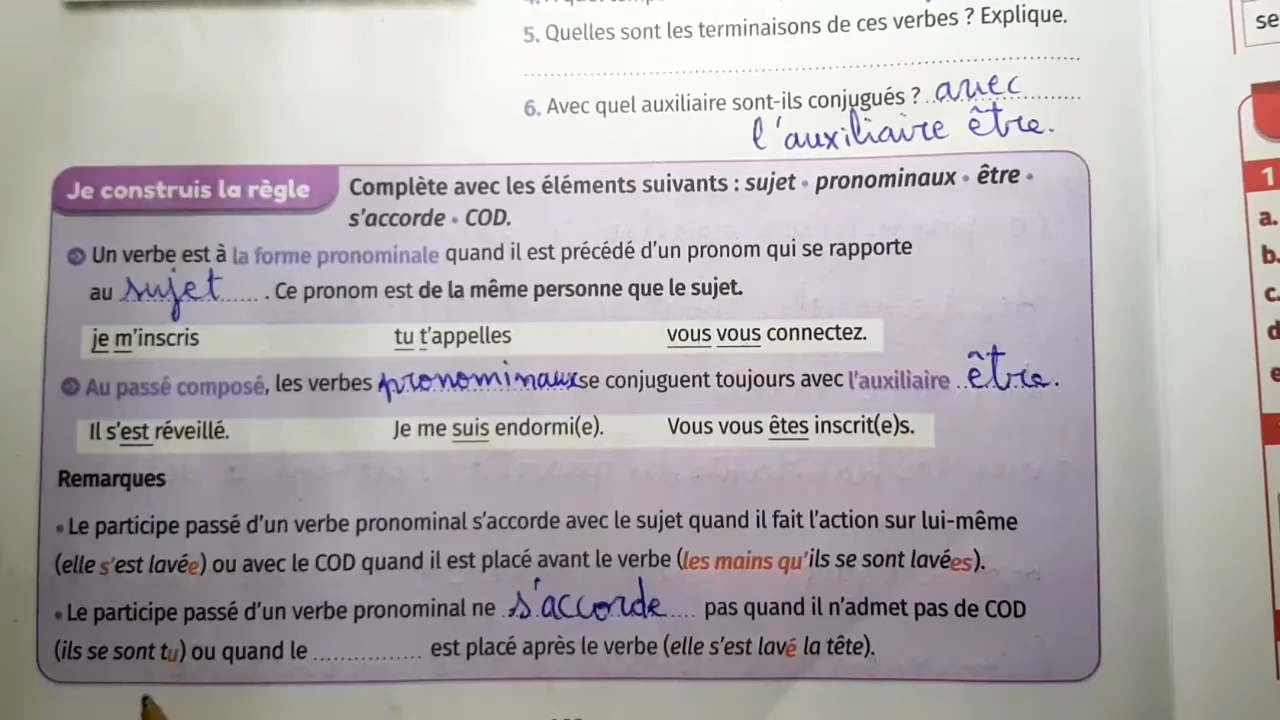 5. Quelles sont les terminaisons de ces verbes ? Explique.
6. Avec quel auxiliaire sont-ils conjugués ? avec
l'auxiliaire être.
Je construis la règle
Complète avec les éléments suivants : sujet • pronominaux • être •
s'accorde • COD.
Un verbe est à la forme pronominale quand il est précédé d'un pronom qui se rapporte
au sujet. Ce pronom est de la même personne que le sujet.
je m'inscris tu t'appelles vous vous connectez.
Au passé composé, les verbes pronominaux se conjuguent toujours avec l'auxiliaire être.
Il s'est réveillé. Je me suis endormi(e). Vous vous êtes inscrit(e)s.
Remarques
• Le participe passé d'un verbe pronominal s'accorde avec le sujet quand il fait l'action sur lui-même
(elle s'est lavée) ou avec le COD quand il est placé avant le verbe (les mains qu'ils se sont lavées).
• Le participe passé d'un verbe pronominal ne s'accorde pas quand il n'admet pas de COD
(ils se sont tu) ou quand le ............... est placé après le verbe (elle s'est lavé la tête).
se
1
a.
b.
c.
d
e